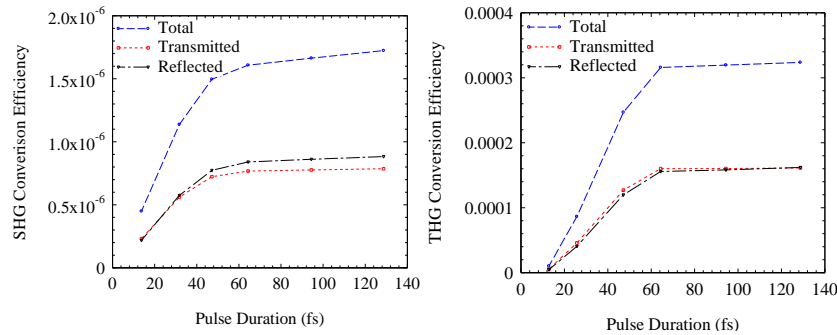 2.0x10-6
1.5x10-6
1.0x10-6
0.5x10-6
0
SHG Converison Efficiency
Total
Transmitted
Reflected
0 20 40 60 80 100 120 140
Pulse Duration (fs)
0.0004
0.0003
0.0002
0.0001
0
THG Conversion Efficiency
Total
Transmitted
Reflected
0 20 40 60 80 100 120 140
Pulse Duration (fs)